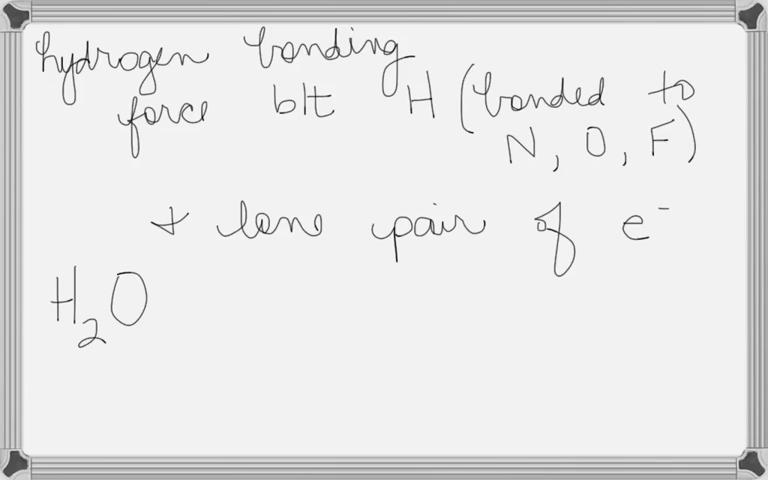 hydrogen bonding
force b/t H (bonded to
N, O, F)
+ lone pair of e⁻
H₂O